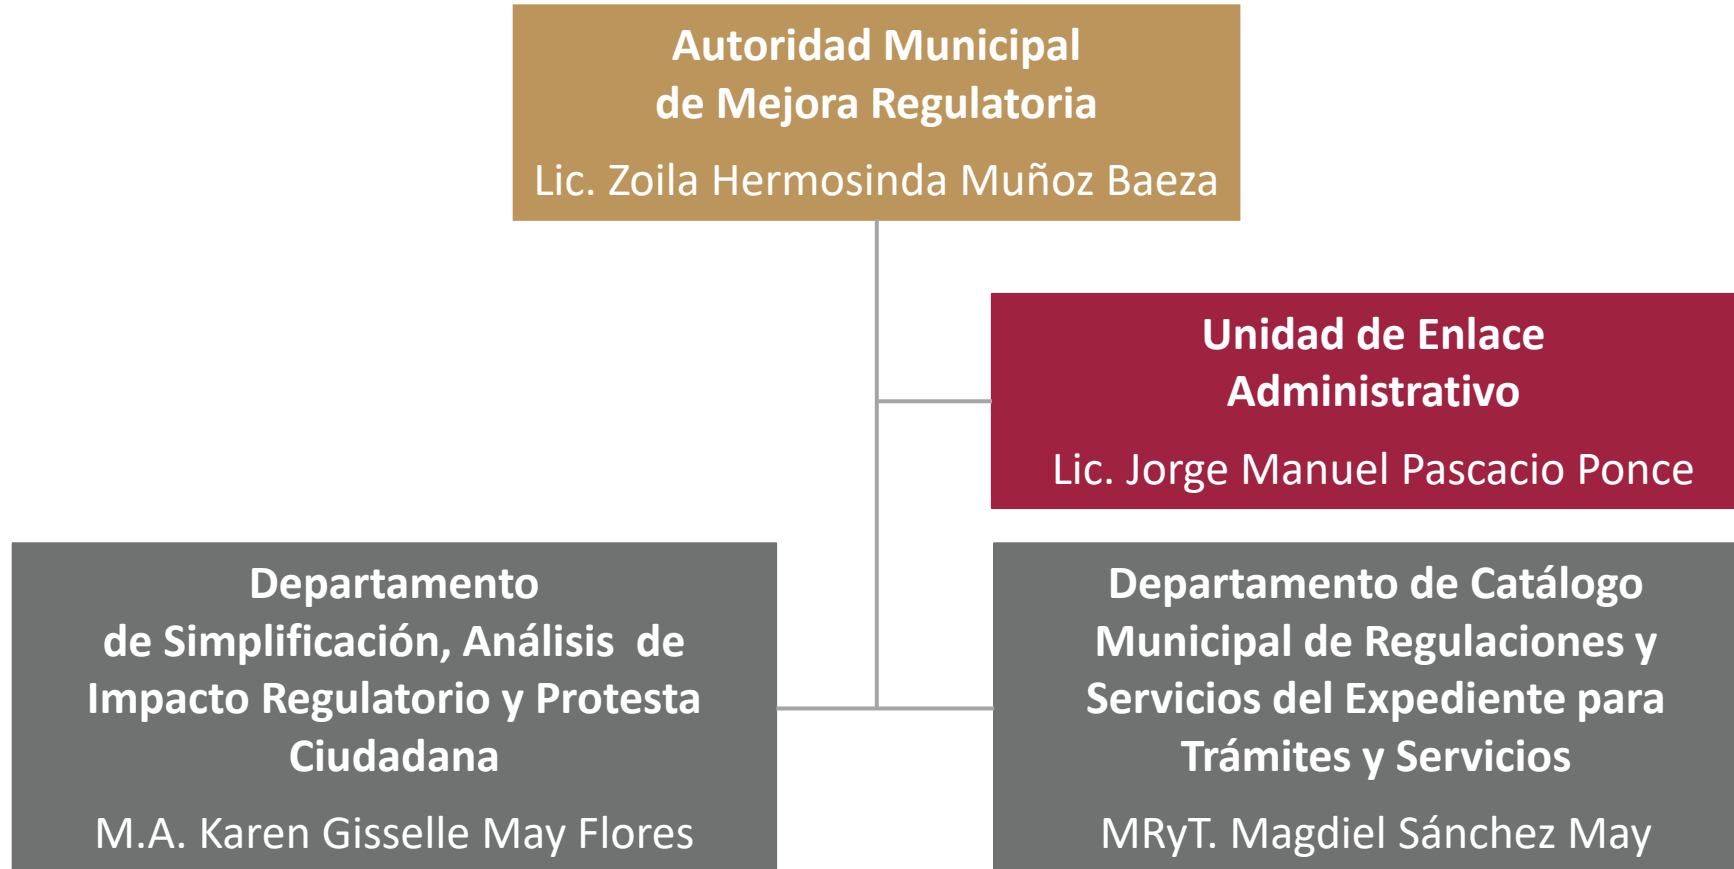 Autoridad Municipal
de Mejora Regulatoria
Lic. Zoila Hermosinda Muñoz Baeza
Unidad de Enlace
Administrativo
Lic. Jorge Manuel Pascacio Ponce
Departamento
de Simplificación, Análisis  de
Impacto Regulatorio y Protesta
Ciudadana
M.A. Karen Gisselle May Flores
Departamento de Catálogo
Municipal de Regulaciones y
Servicios del Expediente para
Trámites y Servicios
MRyT. Magdiel Sánchez May